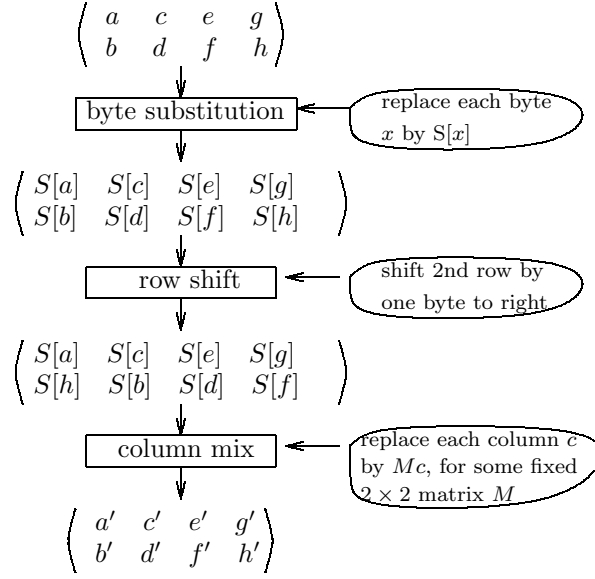 a c e g
b d f h
byte substitution
replace each byte
x by S[x]
S[a] S[c] S[e] S[g]
S[b] S[d] S[f] S[h]
row shift
shift 2nd row by
one byte to right
S[a] S[c] S[e] S[g]
S[h] S[b] S[d] S[f]
column mix
replace each column c
by Mc, for some fixed
2 × 2 matrix M
a′ c′ e′ g′
b′ d′ f′ h′